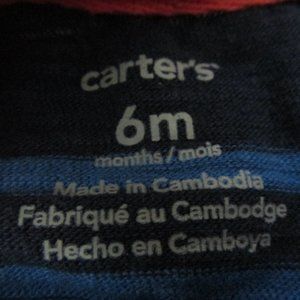 carter's
6m
months / mois
Made in Cambodia
Fabriqué au Cambodge
Hecho en Camboya